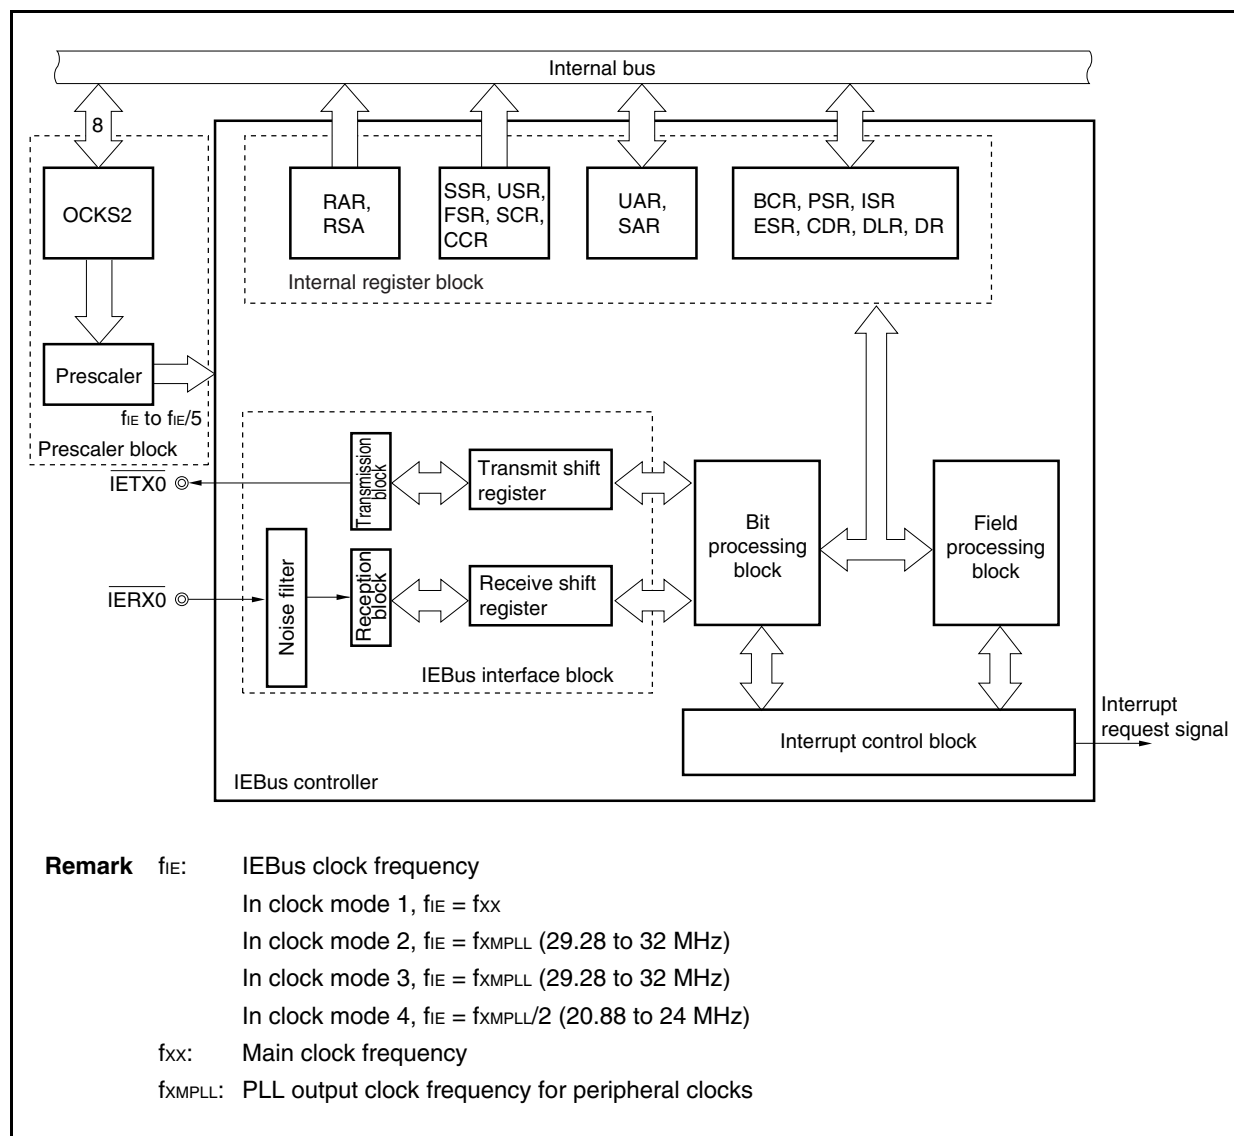 Internal bus
8
OCKS2
Prescaler
fIE to fIE/5
Prescaler block
RAR,
RSA
SSR, USR,
FSR, SCR,
CCR
UAR,
SAR
BCR, PSR, ISR
ESR, CDR, DLR, DR
Internal register block
IETX0
IERX0
Noise filter
Transmission
block
Reception
block
Transmit shift
register
Receive shift
register
IEBus interface block
Bit
processing
block
Field
processing
block
Interrupt control block
Interrupt
request signal
IEBus controller
Remark fIE: IEBus clock frequency
In clock mode 1, fIE = fXX
In clock mode 2, fIE = fXMPLL (29.28 to 32 MHz)
In clock mode 3, fIE = fXMPLL (29.28 to 32 MHz)
In clock mode 4, fIE = fXMPLL/2 (20.88 to 24 MHz)
fXX: Main clock frequency
fXMPLL: PLL output clock frequency for peripheral clocks